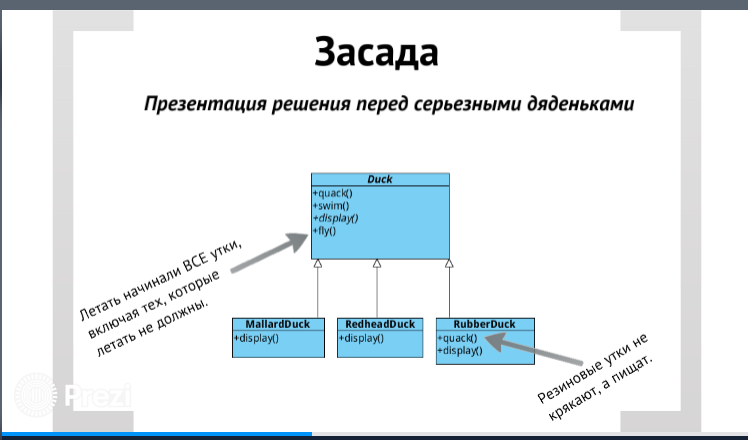 Засада
Презентация решения перед серьезными дяденьками
Duck
+quack()
+swim()
+display()
+fly()
Летать начинали ВСЕ утки,
включая тех, которые
летать не должны.
MallardDuck
+display()
RedheadDuck
+display()
RubberDuck
+quack()
+display()
Резиновые утки не
крякают, а пищат.
Prezi